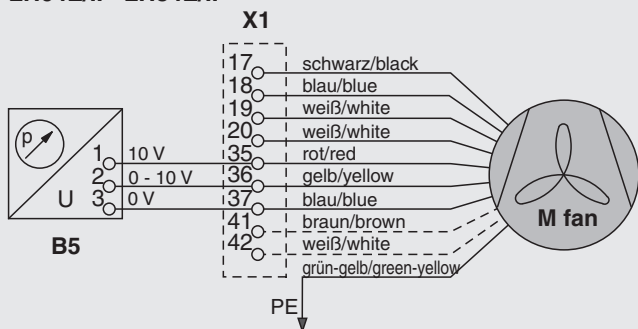 X1
17 schwarz/black
18 blau/blue
19 weiß/white
20 weiß/white
p
1 10 V 35 rot/red
2 0 - 10 V 36 gelb/yellow
U 3 0 V 37 blau/blue
41 braun/brown
42 weiß/white
B5
M fan
grün-gelb/green-yellow
PE